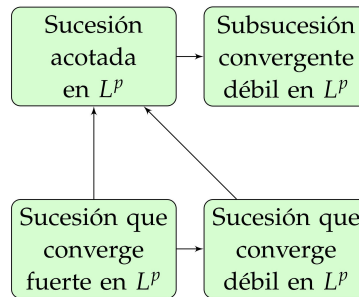 Sucesión
acotada
en L^p
Subsucesión
convergente
débil en L^p
Sucesión que
converge
fuerte en L^p
Sucesión que
converge
débil en L^p